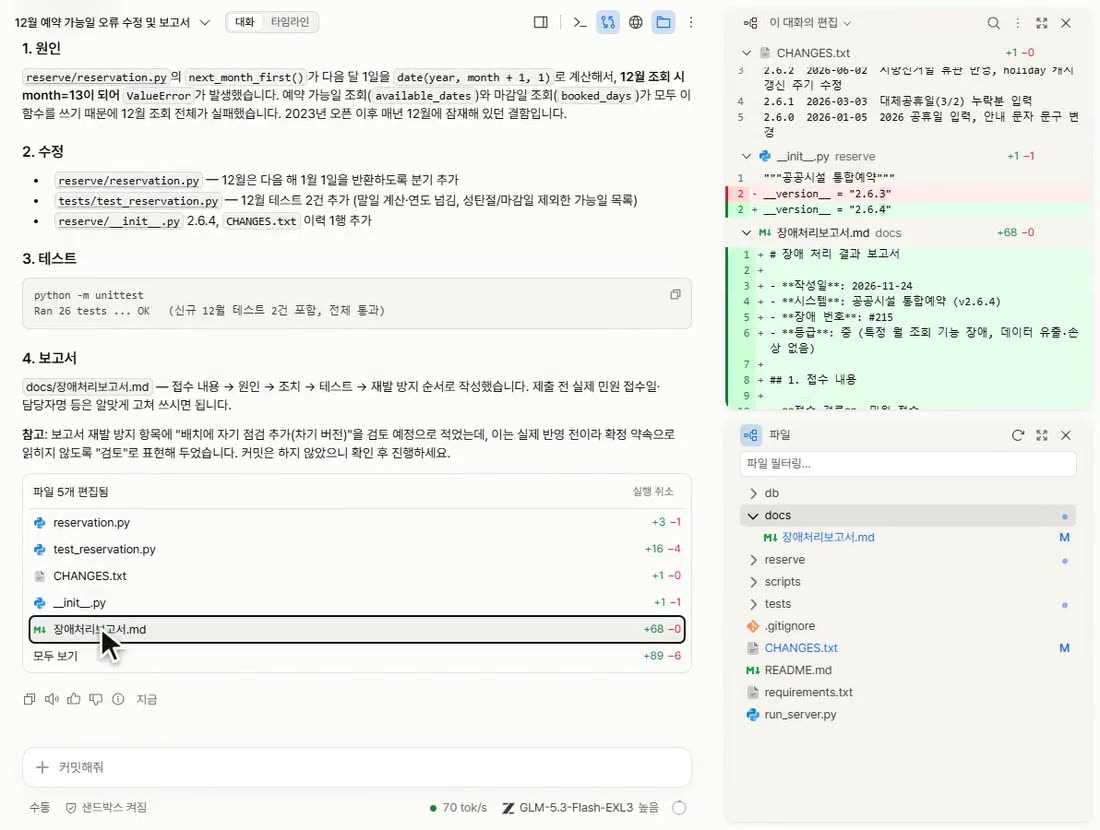 12월 예약 가능일 오류 수정 및 보고서
대화
타임라인
1. 원인
reserve/reservation.py의 next_month_first()가 다음 달 1일을 date(year, month + 1, 1)로 계산해서, 12월 조회 시
month=13이 되어 ValueError가 발생했습니다. 예약 가능일 조회(available_dates)와 마감일 조회(booked_days)가 모두 이
함수를 쓰기 때문에 12월 조회 전체가 실패했습니다. 2023년 오픈 이후 매년 12월에 잠재해 있던 결함입니다.
2. 수정
• reserve/reservation.py — 12월은 다음 해 1월 1일을 반환하도록 분기 추가
• tests/test_reservation.py — 12월 테스트 2건 추가 (말일 계산·연도 넘김, 성탄절/마감일 제외한 가능일 목록)
• reserve/__init__.py 2.6.4, CHANGES.txt 이력 1행 추가
3. 테스트
python -m unittest
Ran 26 tests ... OK (신규 12월 테스트 2건 포함, 전체 통과)
4. 보고서
docs/장애처리보고서.md — 접수 내용 → 원인 → 조치 → 테스트 → 재발 방지 순서로 작성했습니다. 제출 전 실제 민원 접수일·
담당자명 등은 알맞게 고쳐 쓰시면 됩니다.
참고: 보고서 재발 방지 항목에 "배치에 자기 점검 추가(차기 버전)"을 검토 예정으로 적었는데, 이는 실제 반영 전이라 확정 약속으로
읽히지 않도록 "검토"로 표현해 두었습니다. 커밋은 하지 않았으니 확인 후 진행하세요.
파일 5개 편집됨
실행 취소
reservation.py +3 −1
test_reservation.py +16 −4
CHANGES.txt +1 −0
__init__.py +1 −1
장애처리보고서.md +68 −0
모두 보기 +89 −6
지금
커밋해줘
수동
샌드박스 켜짐
70 tok/s
GLM-5.3-Flash-EXL3 높음
이 대화의 편집
CHANGES.txt +1 −0
3 2.6.2 2026-06-02 지방선거일 휴관 반영, holiday 캐시
갱신 주기 수정
4 2.6.1 2026-03-03 대체공휴일(3/2) 누락분 입력
5 2.6.0 2026-01-05 2026 공휴일 입력, 안내 문자 문구 변
경
__init__.py reserve +1 −1
1 """공공시설 통합예약"""
2 - __version__ = "2.6.3"
2 + __version__ = "2.6.4"
장애처리보고서.md docs +68 −0
1 + # 장애 처리 결과 보고서
2 +
3 + - **작성일**: 2026-11-24
4 + - **시스템**: 공공시설 통합예약 (v2.6.4)
5 + - **장애 번호**: #215
6 + - **등급**: 중 (특정 월 조회 기능 장애, 데이터 유출·손
상 없음)
7 +
8 + ## 1. 접수 내용
9 +
파일
파일 필터링...
db
docs
장애처리보고서.md M
reserve
scripts
tests
.gitignore
CHANGES.txt M
README.md
requirements.txt
run_server.py